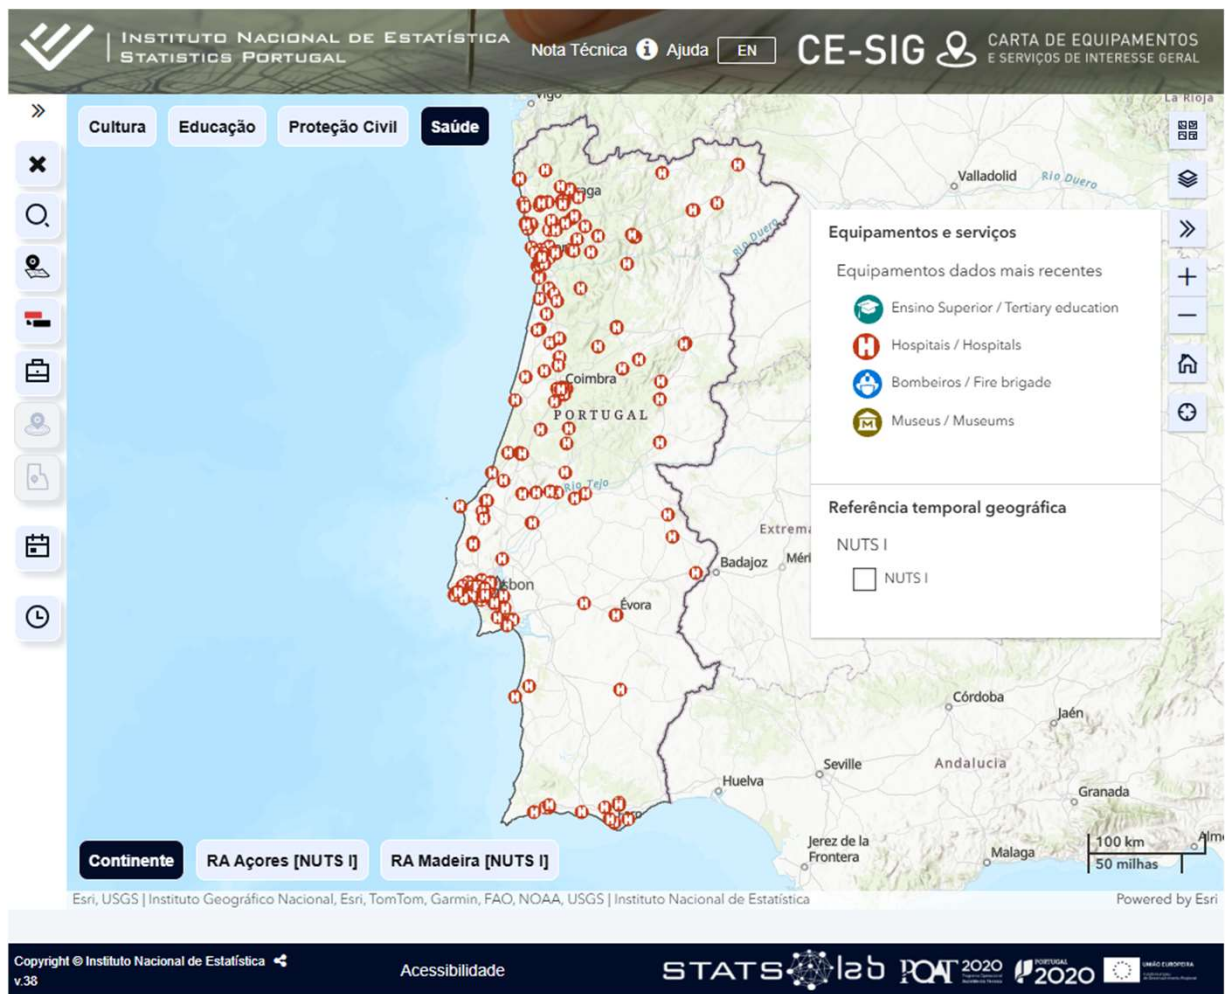 INSTITUTO NACIONAL DE ESTATÍSTICA
STATISTICS PORTUGAL
Nota Técnica
Ajuda
EN
CE-SIG
CARTA DE EQUIPAMENTOS
E SERVIÇOS DE INTERESSE GERAL
Cultura
Educação
Proteção Civil
Saúde
Vigo
La Rioja
Valladolid
Rio Duero
Rio Duero
Coimbra
PORTUGAL
Rio Tejo
Badajoz
Évora
Córdoba
Jaén
Seville
Andalucia
Huelva
Granada
Jerez de la
Frontera
Malaga
Equipamentos e serviços
Equipamentos dados mais recentes
Ensino Superior / Tertiary education
Hospitais / Hospitals
Bombeiros / Fire brigade
Museus / Museums
Referência temporal geográfica
NUTS I
NUTS I
100 km
50 milhas
Continente
RA Açores [NUTS I]
RA Madeira [NUTS I]
Esri, USGS | Instituto Geográfico Nacional, Esri, TomTom, Garmin, FAO, NOAA, USGS | Instituto Nacional de Estatística
Powered by Esri
Copyright © Instituto Nacional de Estatística
v.38
Acessibilidade
STATS lab
POAT 2020
PORTUGAL
2020
UNIÃO EUROPEIA